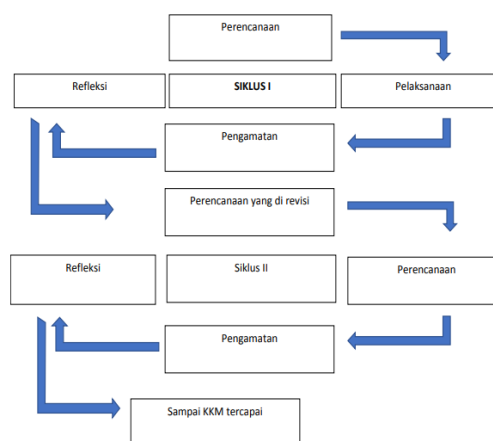 Perencanaan
Refleksi
SIKLUS I
Pelaksanaan
Pengamatan
Perencanaan yang di revisi
Refleksi
Siklus II
Perencanaan
Pengamatan
Sampai KKM tercapai